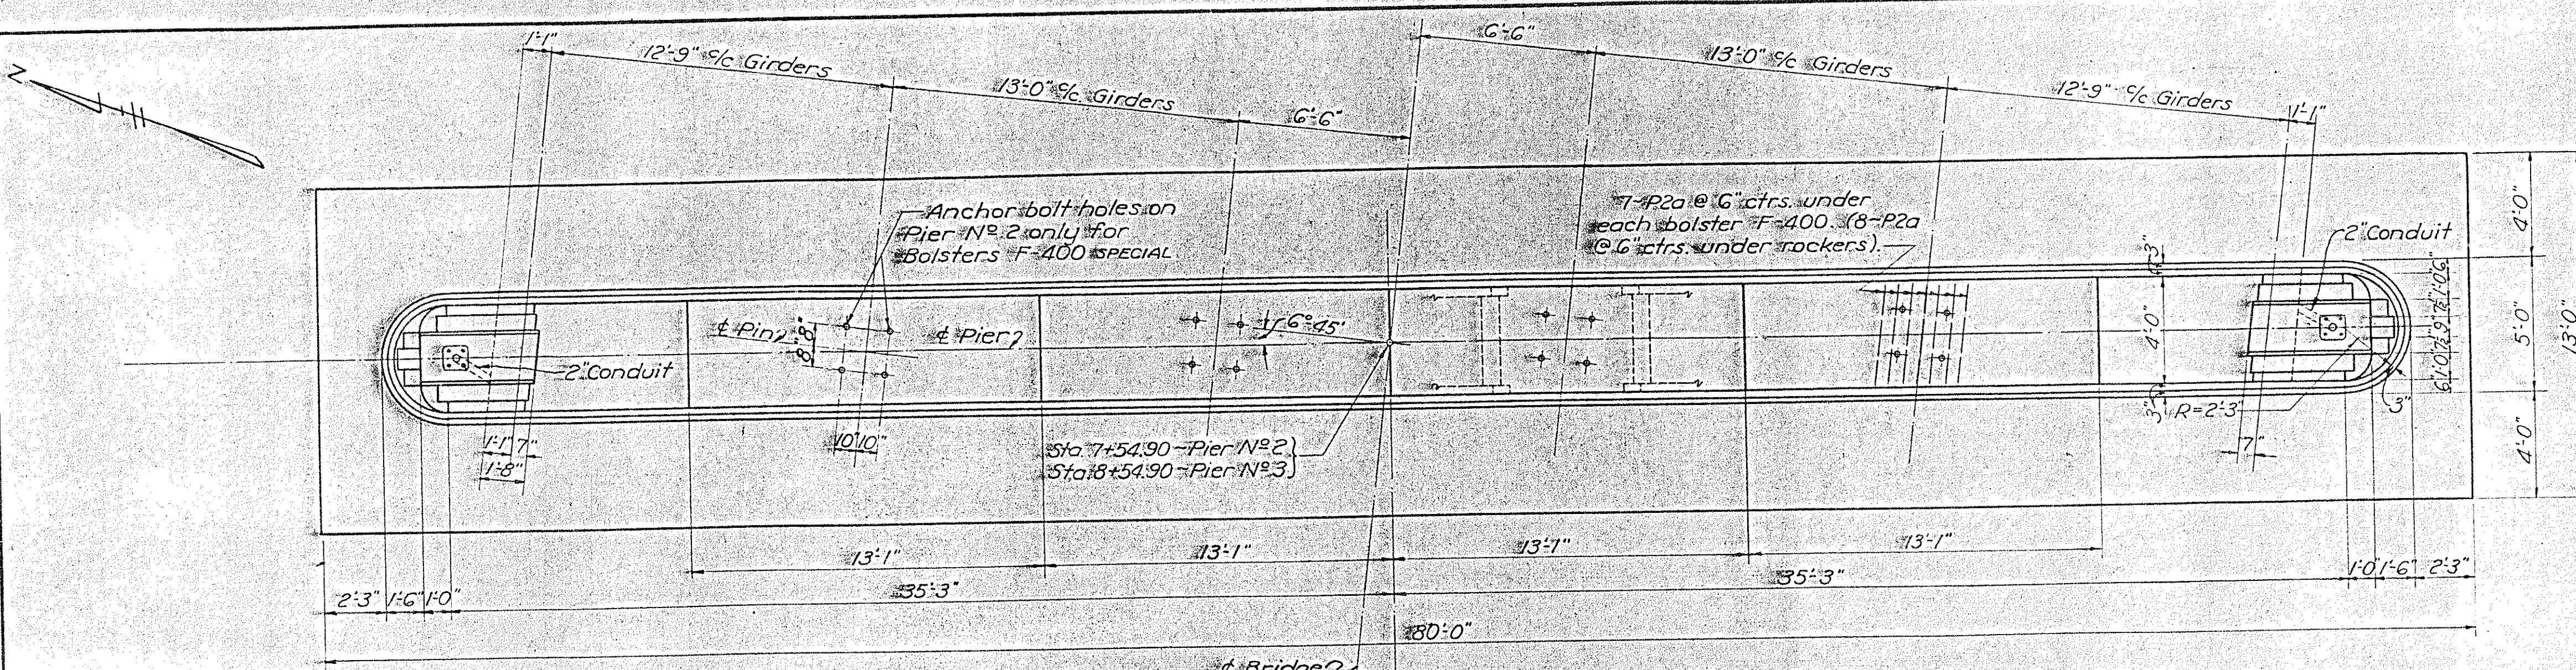 N
1'-1"
12'-9" c/c Girders
13'-0" c/c Girders
6'-6"
6'-6"
13'-0" c/c Girders
12'-9" c/c Girders
1'-1"
Anchor bolt holes on
Pier Nº 2 only for
Bolsters F-400 SPECIAL
7-P2a @ 6" ctrs. under
each bolster F-400. (8-P2a
@ 6" ctrs. under rockers).
2" Conduit
℄ Pin
8" 8"
℄ Pier
6°45'
2" Conduit
1'-1" 7"
1'-8"
10" 10"
Sta. 7+54.90 - Pier Nº 2
Sta. 8+54.90 - Pier Nº 3
3"
4'-0"
3"
R=2'-3"
3"
7"
4'-0"
5'-0"
4'-0"
13'-0"
13'-1"
13'-1"
13'-1"
13'-1"
2'-3" 1'-6" 1'-0"
35'-3"
35'-3"
1'-0" 1'-6" 2'-3"
80'-0"
℄ Bridge